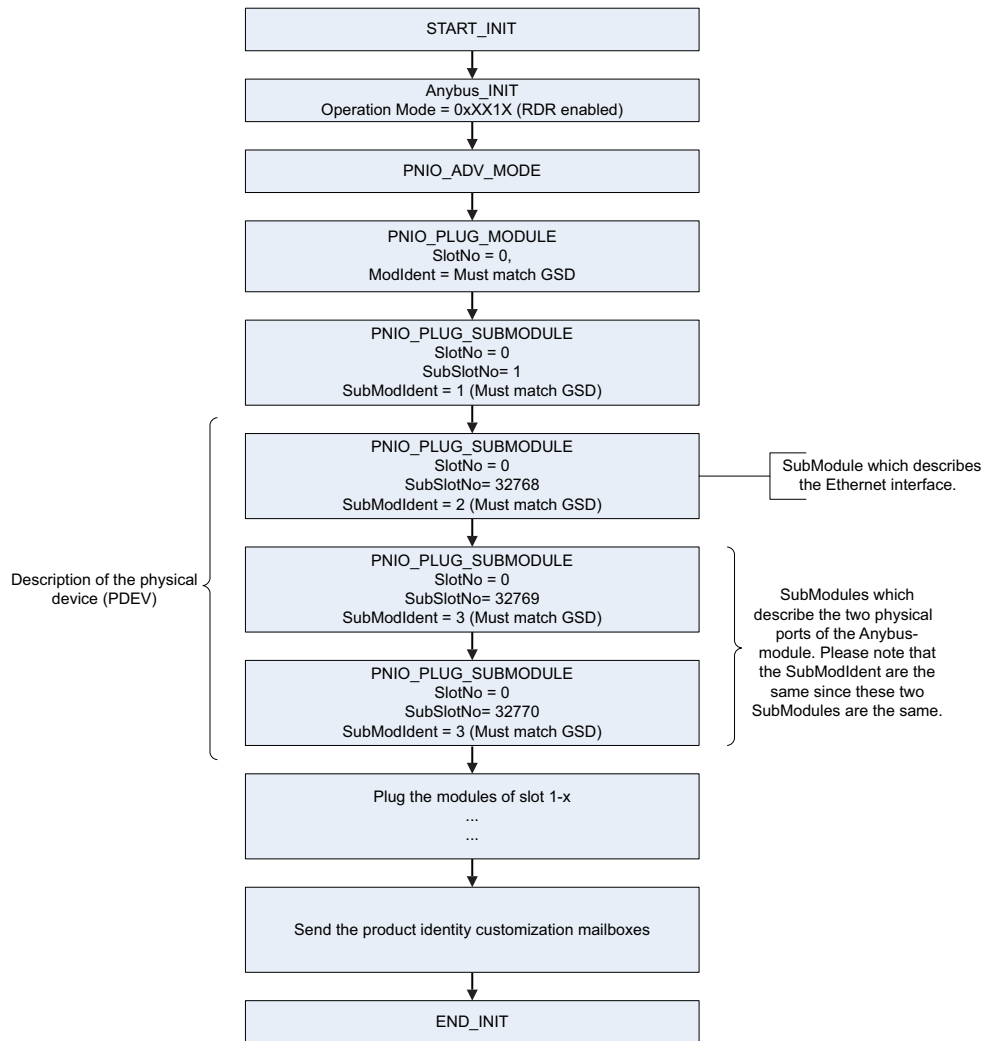 START_INIT
Anybus_INIT
Operation Mode = 0xXX1X (RDR enabled)
PNIO_ADV_MODE
PNIO_PLUG_MODULE
SlotNo = 0,
ModIdent = Must match GSD
PNIO_PLUG_SUBMODULE
SlotNo = 0
SubSlotNo= 1
SubModIdent = 1 (Must match GSD)
PNIO_PLUG_SUBMODULE
SlotNo = 0
SubSlotNo= 32768
SubModIdent = 2 (Must match GSD)
SubModule which describes
the Ethernet interface.
Description of the physical
device (PDEV)
PNIO_PLUG_SUBMODULE
SlotNo = 0
SubSlotNo= 32769
SubModIdent = 3 (Must match GSD)
PNIO_PLUG_SUBMODULE
SlotNo = 0
SubSlotNo= 32770
SubModIdent = 3 (Must match GSD)
SubModules which
describe the two physical
ports of the Anybus-
module. Please note that
the SubModIdent are the
same since these two
SubModules are the same.
Plug the modules of slot 1-x
...
...
Send the product identity customization mailboxes
END_INIT